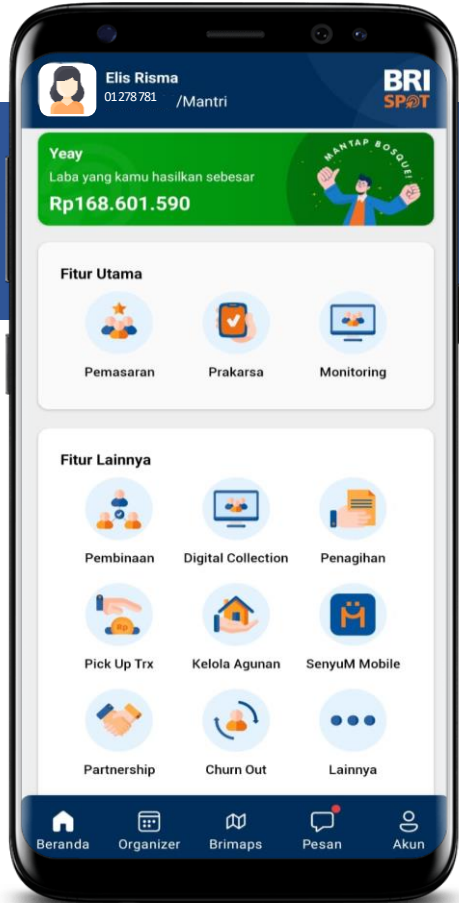 Elis Risma
01278781 /Mantri
BRI
SPOT
Yeay
Laba yang kamu hasilkan sebesar
Rp168.601.590
MANTAP BOSQUE!
Fitur Utama
Pemasaran Prakarsa Monitoring
Fitur Lainnya
Rp
Pembinaan Digital Collection Penagihan
Pick Up Trx Kelola Agunan SenyuM Mobile
Partnership Churn Out Lainnya
Beranda Organizer Brimaps Pesan Akun